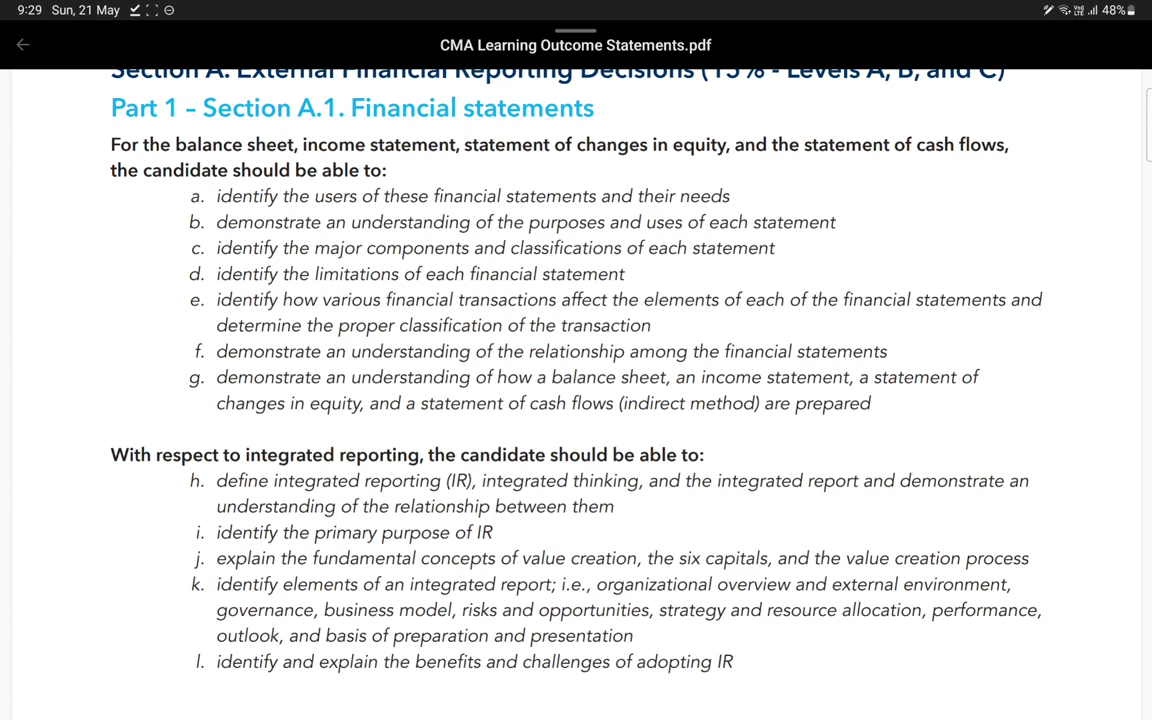 9:29 Sun, 21 May
48%
CMA Learning Outcome Statements.pdf
Section A. External Financial Reporting Decisions (15% - Levels A, B, and C)
Part 1 – Section A.1. Financial statements
For the balance sheet, income statement, statement of changes in equity, and the statement of cash flows,
the candidate should be able to:
a. identify the users of these financial statements and their needs
b. demonstrate an understanding of the purposes and uses of each statement
c. identify the major components and classifications of each statement
d. identify the limitations of each financial statement
e. identify how various financial transactions affect the elements of each of the financial statements and
determine the proper classification of the transaction
f. demonstrate an understanding of the relationship among the financial statements
g. demonstrate an understanding of how a balance sheet, an income statement, a statement of
changes in equity, and a statement of cash flows (indirect method) are prepared
With respect to integrated reporting, the candidate should be able to:
h. define integrated reporting (IR), integrated thinking, and the integrated report and demonstrate an
understanding of the relationship between them
i. identify the primary purpose of IR
j. explain the fundamental concepts of value creation, the six capitals, and the value creation process
k. identify elements of an integrated report; i.e., organizational overview and external environment,
governance, business model, risks and opportunities, strategy and resource allocation, performance,
outlook, and basis of preparation and presentation
l. identify and explain the benefits and challenges of adopting IR